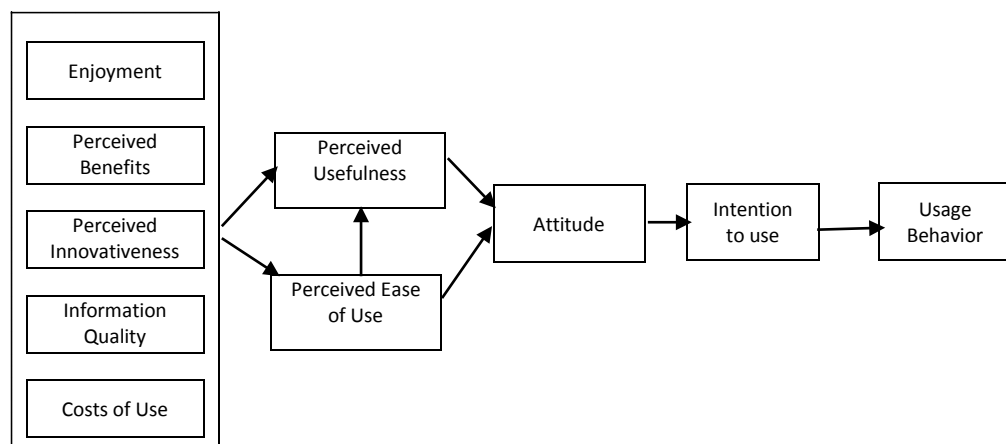 Enjoyment
Perceived
Benefits
Perceived
Innovativeness
Information
Quality
Costs of Use
Perceived
Usefulness
Perceived Ease
of Use
Attitude
Intention
to use
Usage
Behavior